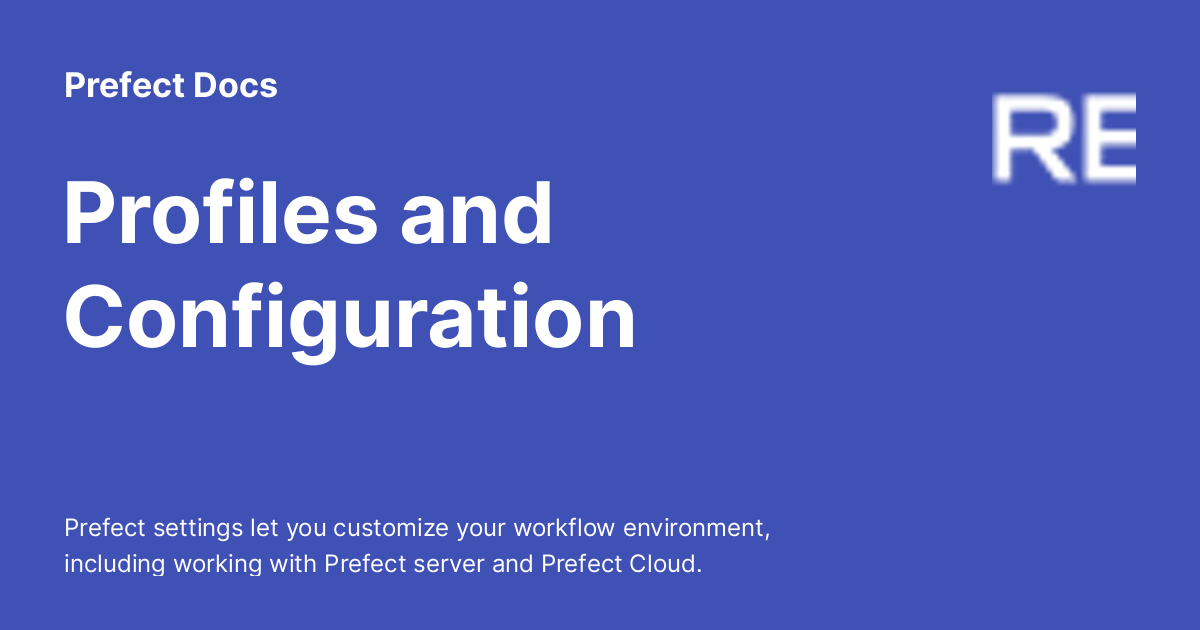 Prefect Docs
RE
Profiles and
Configuration
Prefect settings let you customize your workflow environment,
including working with Prefect server and Prefect Cloud.